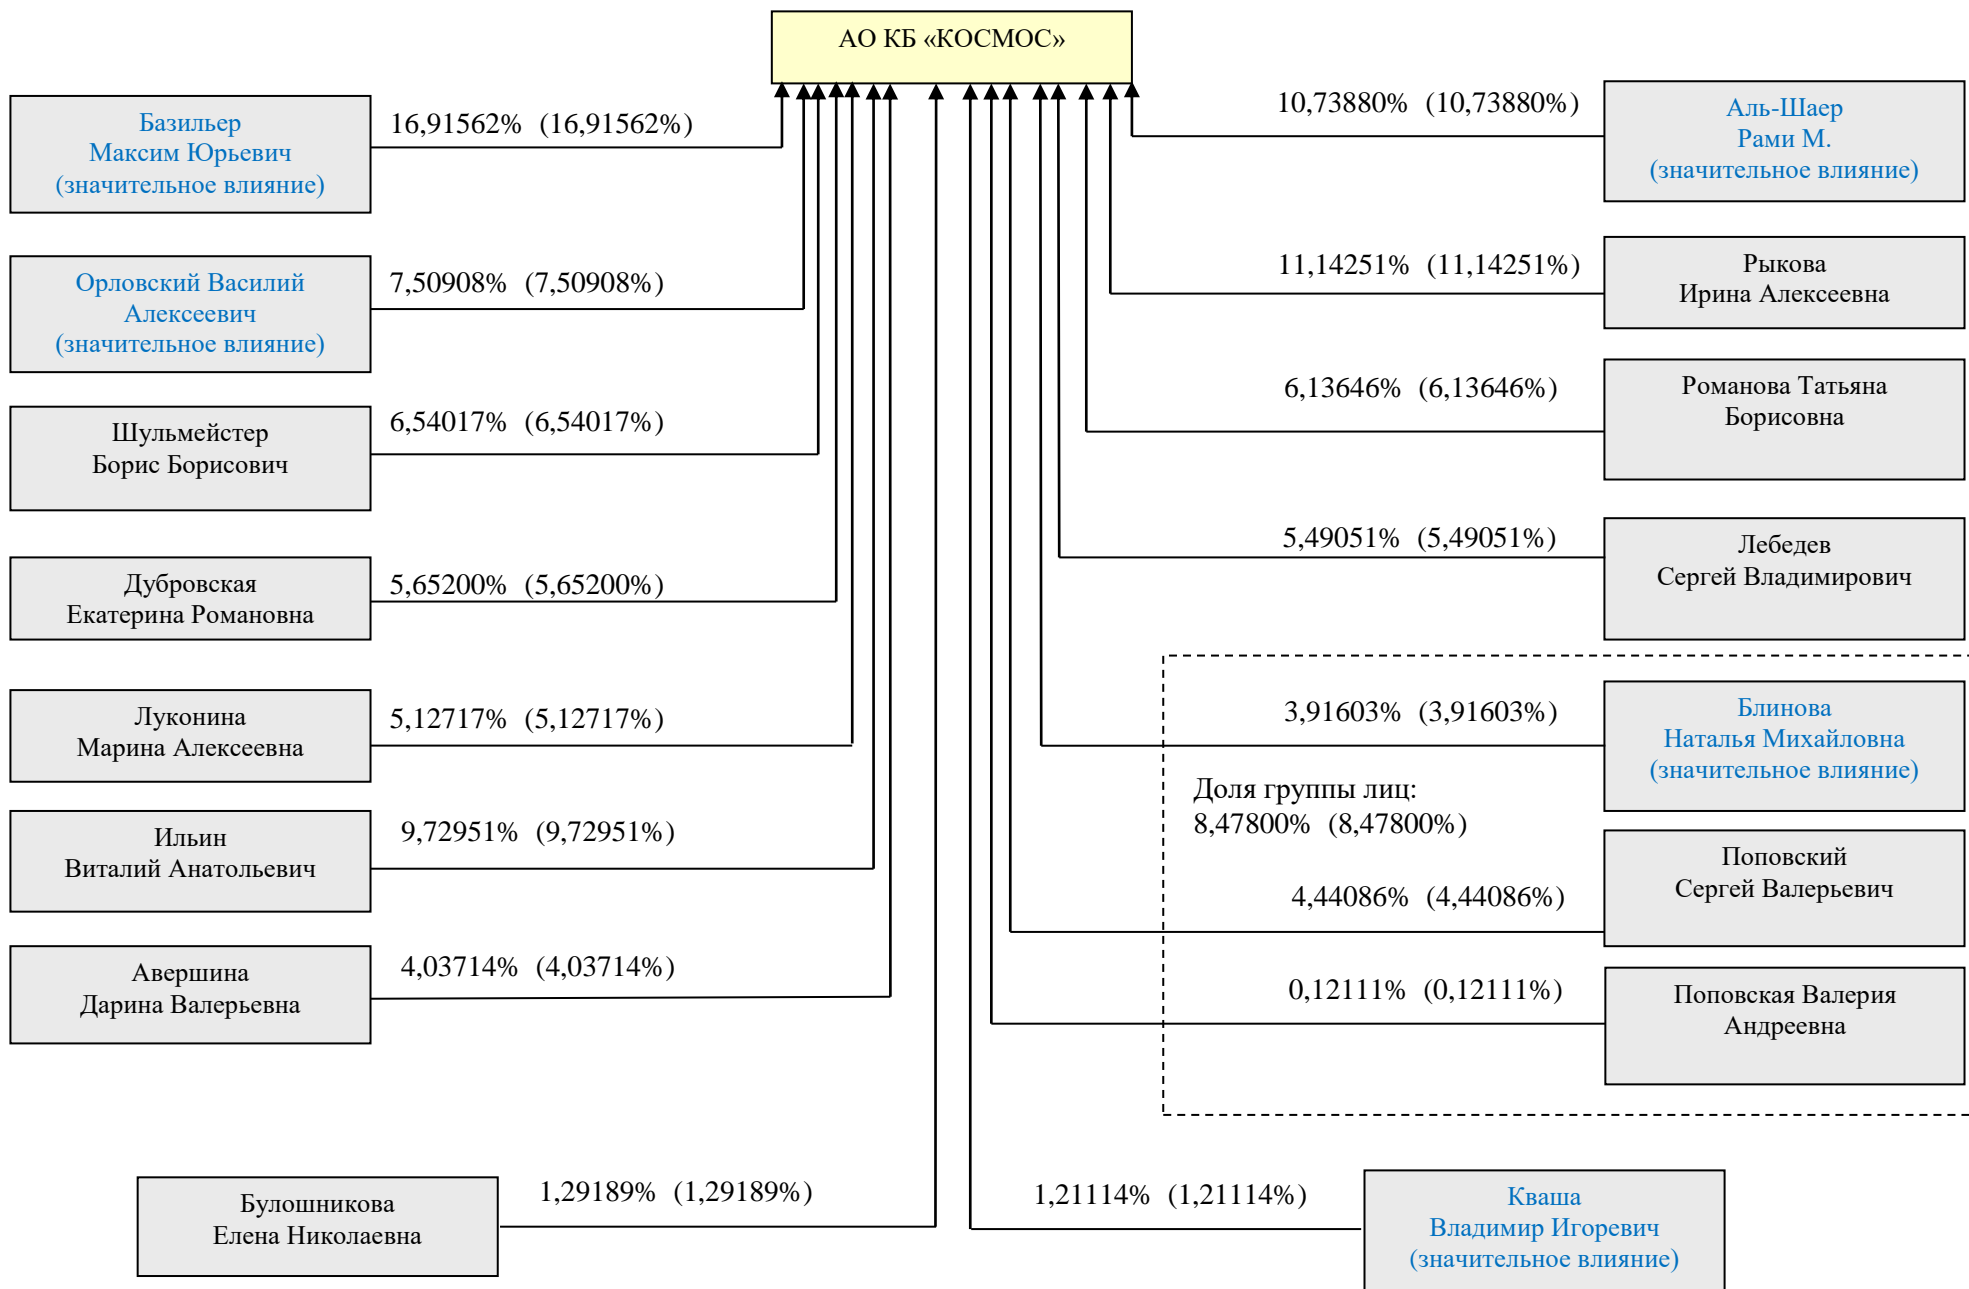 АО КБ «КОСМОС»
Базильер
Максим Юрьевич
(значительное влияние)
16,91562% (16,91562%)
10,73880% (10,73880%)
Аль-Шаер
Рами М.
(значительное влияние)
Орловский Василий
Алексеевич
(значительное влияние)
7,50908% (7,50908%)
11,14251% (11,14251%)
Рыкова
Ирина Алексеевна
Шульмейстер
Борис Борисович
6,54017% (6,54017%)
6,13646% (6,13646%)
Романова Татьяна
Борисовна
Дубровская
Екатерина Романовна
5,65200% (5,65200%)
5,49051% (5,49051%)
Лебедев
Сергей Владимирович
Луконина
Марина Алексеевна
5,12717% (5,12717%)
3,91603% (3,91603%)
Блинова
Наталья Михайловна
(значительное влияние)
Доля группы лиц:
8,47800% (8,47800%)
Ильин
Виталий Анатольевич
9,72951% (9,72951%)
4,44086% (4,44086%)
Поповский
Сергей Валерьевич
Авершина
Дарина Валерьевна
4,03714% (4,03714%)
0,12111% (0,12111%)
Поповская Валерия
Андреевна
Булошникова
Елена Николаевна
1,29189% (1,29189%)
1,21114% (1,21114%)
Кваша
Владимир Игоревич
(значительное влияние)